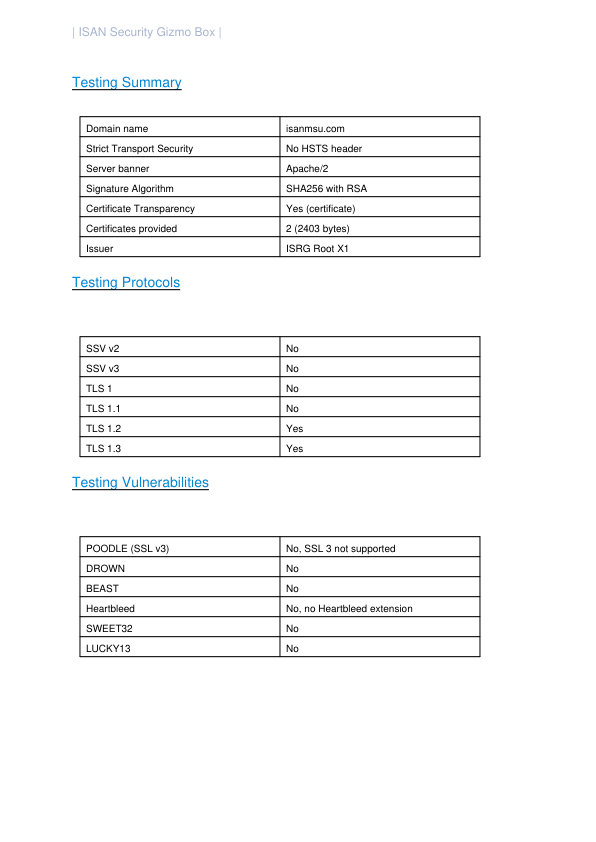 | ISAN Security Gizmo Box |
Testing Summary
Domain name isanmsu.com
Strict Transport Security No HSTS header
Server banner Apache/2
Signature Algorithm SHA256 with RSA
Certificate Transparency Yes (certificate)
Certificates provided 2 (2403 bytes)
Issuer ISRG Root X1
Testing Protocols
SSV v2 No
SSV v3 No
TLS 1 No
TLS 1.1 No
TLS 1.2 Yes
TLS 1.3 Yes
Testing Vulnerabilities
POODLE (SSL v3) No, SSL 3 not supported
DROWN No
BEAST No
Heartbleed No, no Heartbleed extension
SWEET32 No
LUCKY13 No